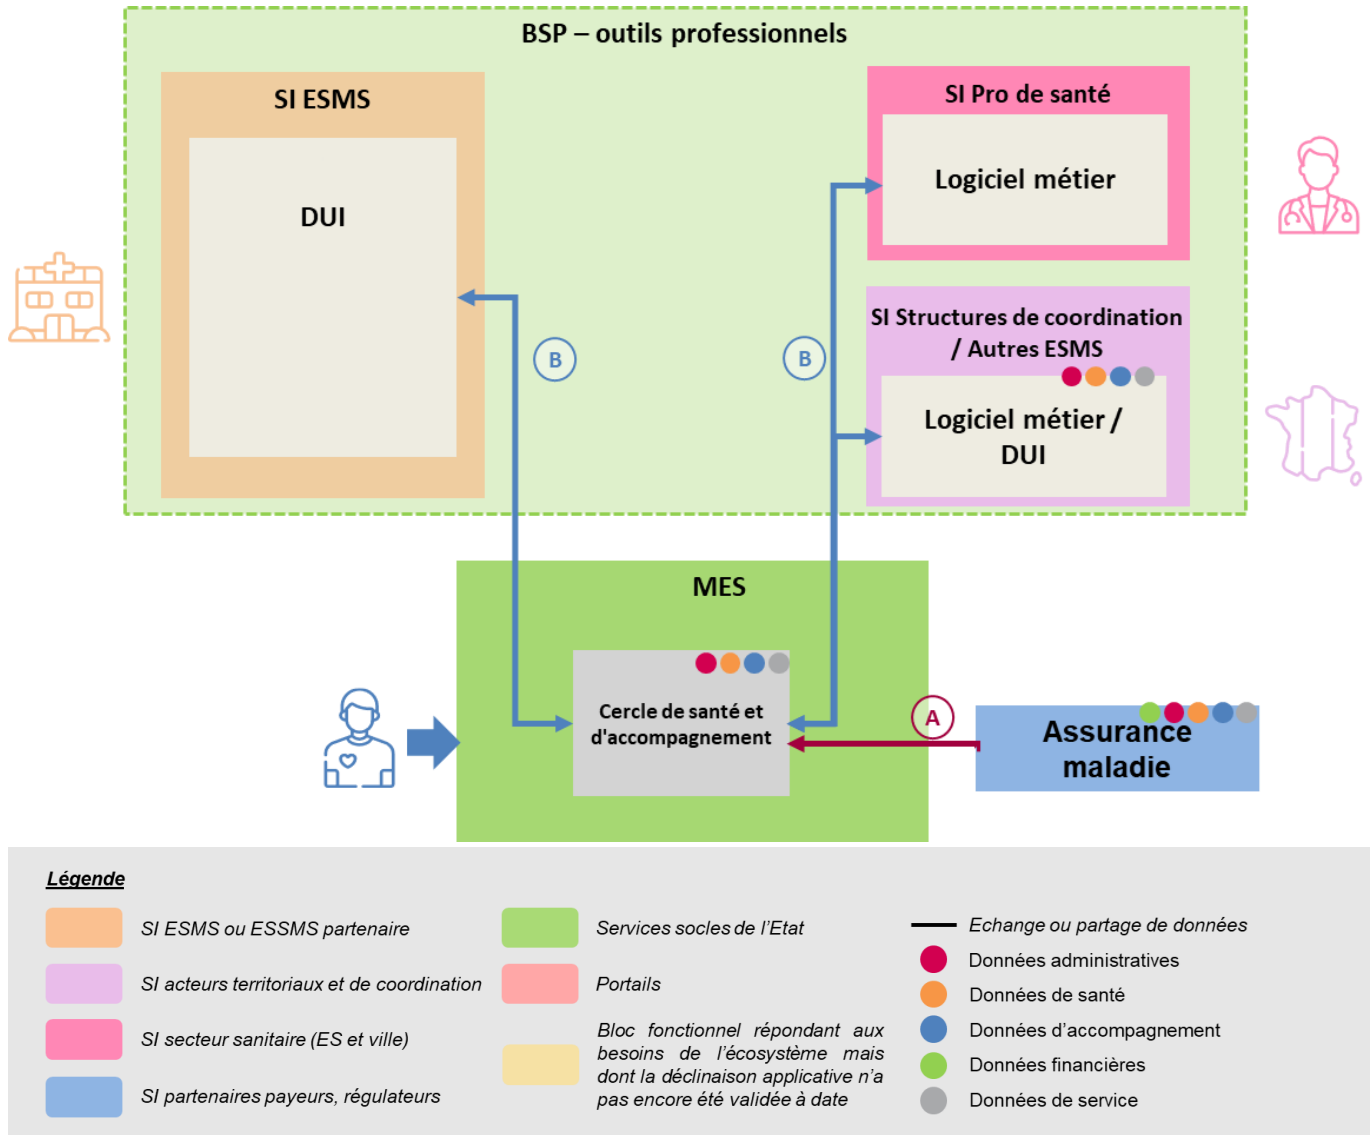 BSP – outils professionnels
SI ESMS
DUI
SI Pro de santé
Logiciel métier
SI Structures de coordination
/ Autres ESMS
Logiciel métier /
DUI
B
B
MES
Cercle de santé et
d'accompagnement
A
Assurance
maladie
Légende
SI ESMS ou ESSMS partenaire
SI acteurs territoriaux et de coordination
SI secteur sanitaire (ES et ville)
SI partenaires payeurs, régulateurs
Services socles de l’Etat
Portails
Bloc fonctionnel répondant aux
besoins de l’écosystème mais
dont la déclinaison applicative n’a
pas encore été validée à date
Echange ou partage de données
Données administratives
Données de santé
Données d’accompagnement
Données financières
Données de service